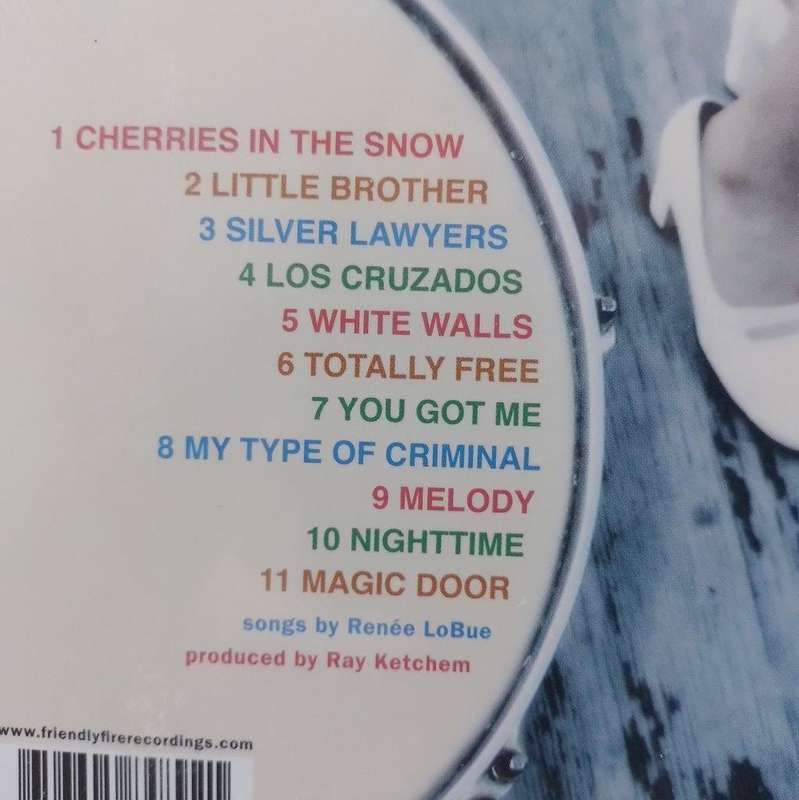 1 CHERRIES IN THE SNOW
2 LITTLE BROTHER
3 SILVER LAWYERS
4 LOS CRUZADOS
5 WHITE WALLS
6 TOTALLY FREE
7 YOU GOT ME
8 MY TYPE OF CRIMINAL
9 MELODY
10 NIGHTTIME
11 MAGIC DOOR
songs by Renée LoBue
produced by Ray Ketchem
www.friendlyfirerecordings.com